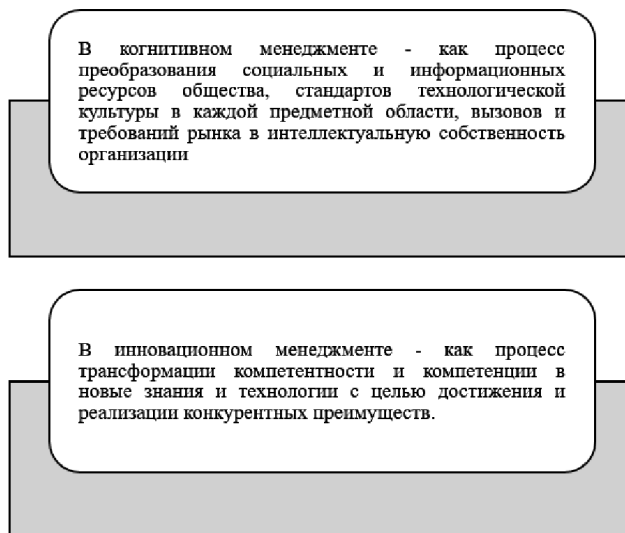 В когнитивном менеджменте - как процесс
преобразования социальных и информационных
ресурсов общества, стандартов технологической
культуры в каждой предметной области, вызовов и
требований рынка в интеллектуальную собственность
организации
В инновационном менеджменте - как процесс
трансформации компетентности и компетенции в
новые знания и технологии с целью достижения и
реализации конкурентных преимуществ.